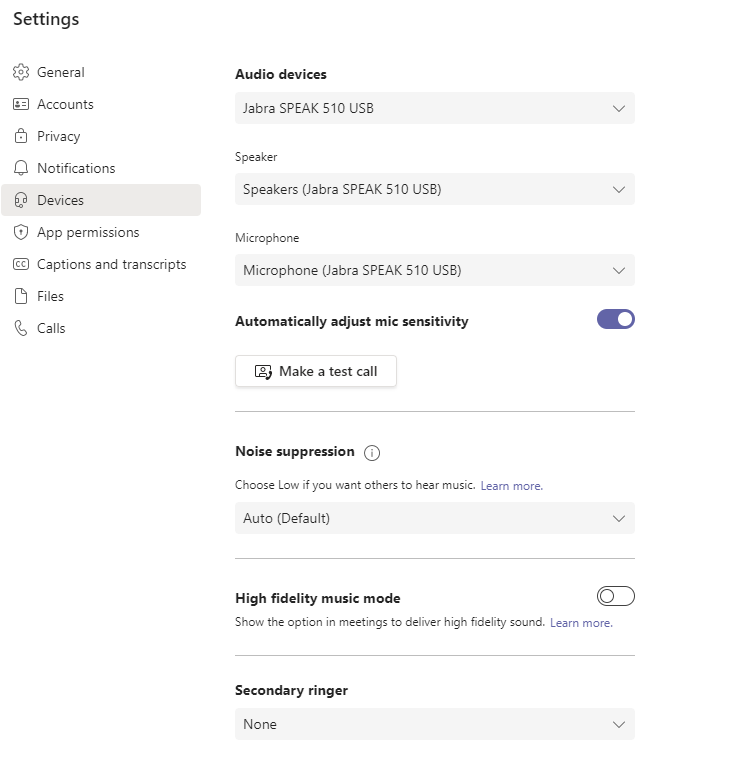 Settings
General
Accounts
Privacy
Notifications
Devices
App permissions
CC Captions and transcripts
Files
Calls
Audio devices
Jabra SPEAK 510 USB
Speaker
Speakers (Jabra SPEAK 510 USB)
Microphone
Microphone (Jabra SPEAK 510 USB)
Automatically adjust mic sensitivity
Make a test call
Noise suppression
Choose Low if you want others to hear music. Learn more.
Auto (Default)
High fidelity music mode
Show the option in meetings to deliver high fidelity sound. Learn more.
Secondary ringer
None